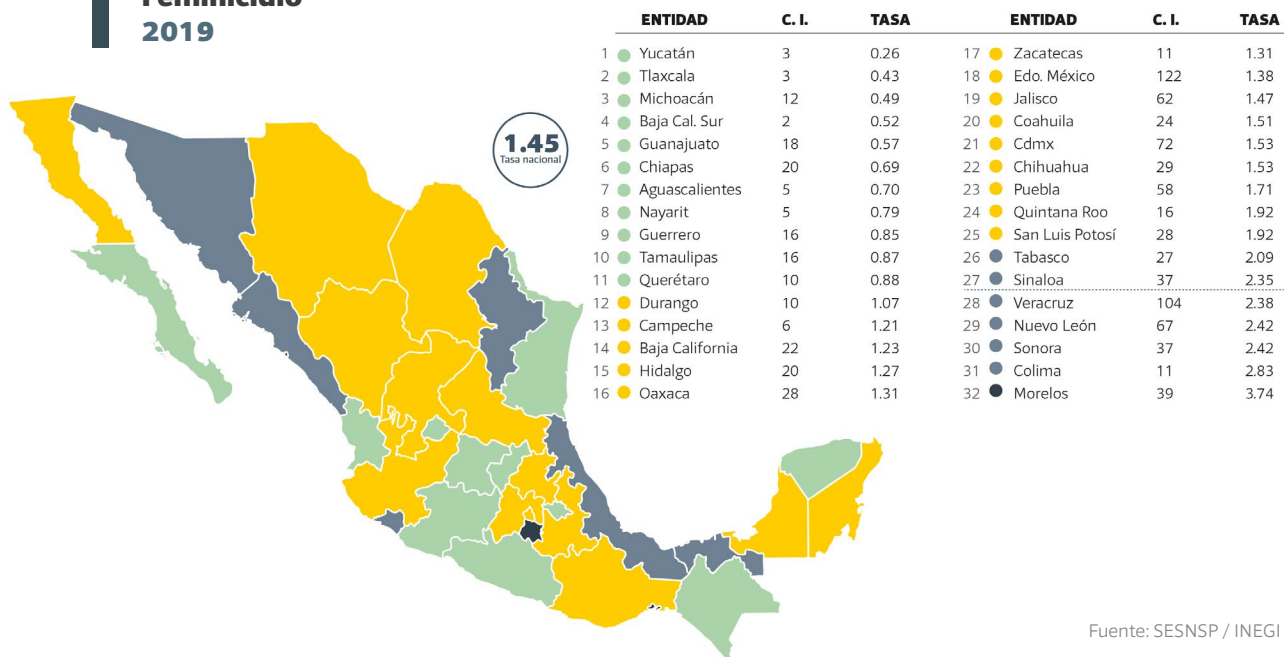 Feminicidio
2019
1.45
Tasa nacional
ENTIDAD C. I. TASA
1 Yucatán 3 0.26
2 Tlaxcala 3 0.43
3 Michoacán 12 0.49
4 Baja Cal. Sur 2 0.52
5 Guanajuato 18 0.57
6 Chiapas 20 0.69
7 Aguascalientes 5 0.70
8 Nayarit 5 0.79
9 Guerrero 16 0.85
10 Tamaulipas 16 0.87
11 Querétaro 10 0.88
12 Durango 10 1.07
13 Campeche 6 1.21
14 Baja California 22 1.23
15 Hidalgo 20 1.27
16 Oaxaca 28 1.31
ENTIDAD C. I. TASA
17 Zacatecas 11 1.31
18 Edo. México 122 1.38
19 Jalisco 62 1.47
20 Coahuila 24 1.51
21 Cdmx 72 1.53
22 Chihuahua 29 1.53
23 Puebla 58 1.71
24 Quintana Roo 16 1.92
25 San Luis Potosí 28 1.92
26 Tabasco 27 2.09
27 Sinaloa 37 2.35
28 Veracruz 104 2.38
29 Nuevo León 67 2.42
30 Sonora 37 2.42
31 Colima 11 2.83
32 Morelos 39 3.74
Fuente: SESNSP / INEGI